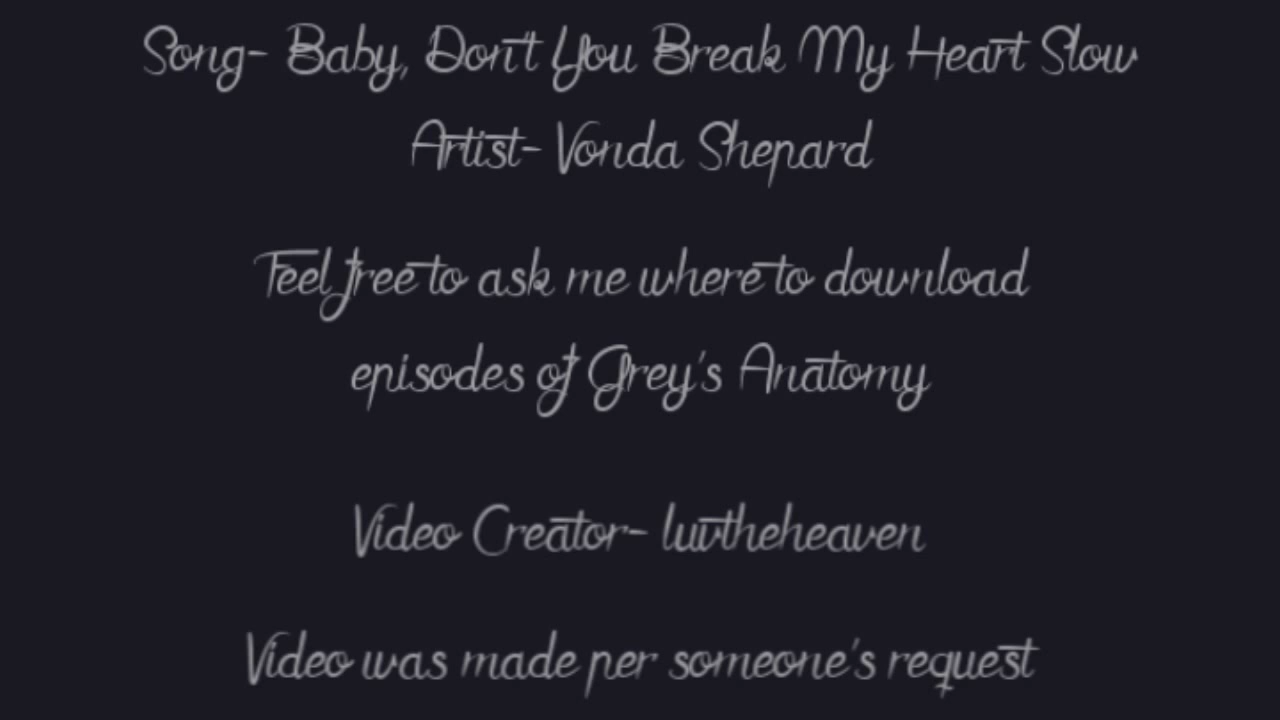 Song- Baby, Don't You Break My Heart Slow
Artist- Vonda Shepard
Feel free to ask me where to download
episodes of Grey's Anatomy
Video Creator- luvtheheaven
Video was made per someone's request